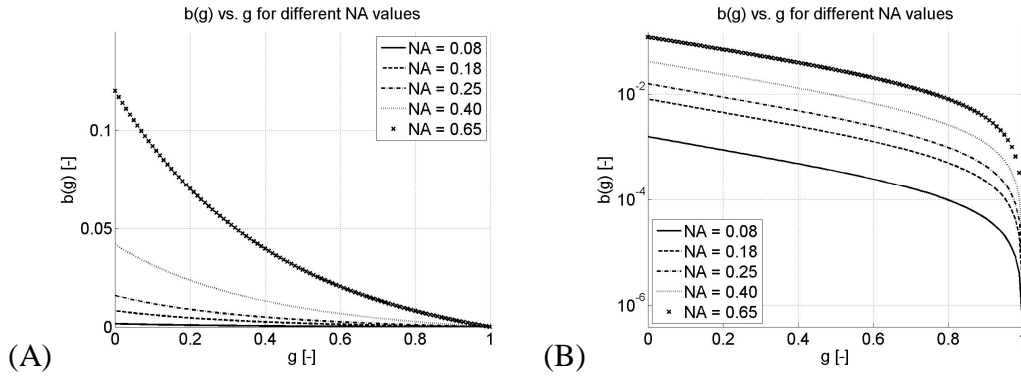 b(g) vs. g for different NA values
b(g) [-]
0.1
0.05
0
NA = 0.08
NA = 0.18
NA = 0.25
NA = 0.40
NA = 0.65
0 0.2 0.4 0.6 0.8 1
g [-]
(A)
b(g) vs. g for different NA values
b(g) [-]
10^-2
10^-4
10^-6
NA = 0.08
NA = 0.18
NA = 0.25
NA = 0.40
NA = 0.65
0 0.2 0.4 0.6 0.8 1
g [-]
(B)